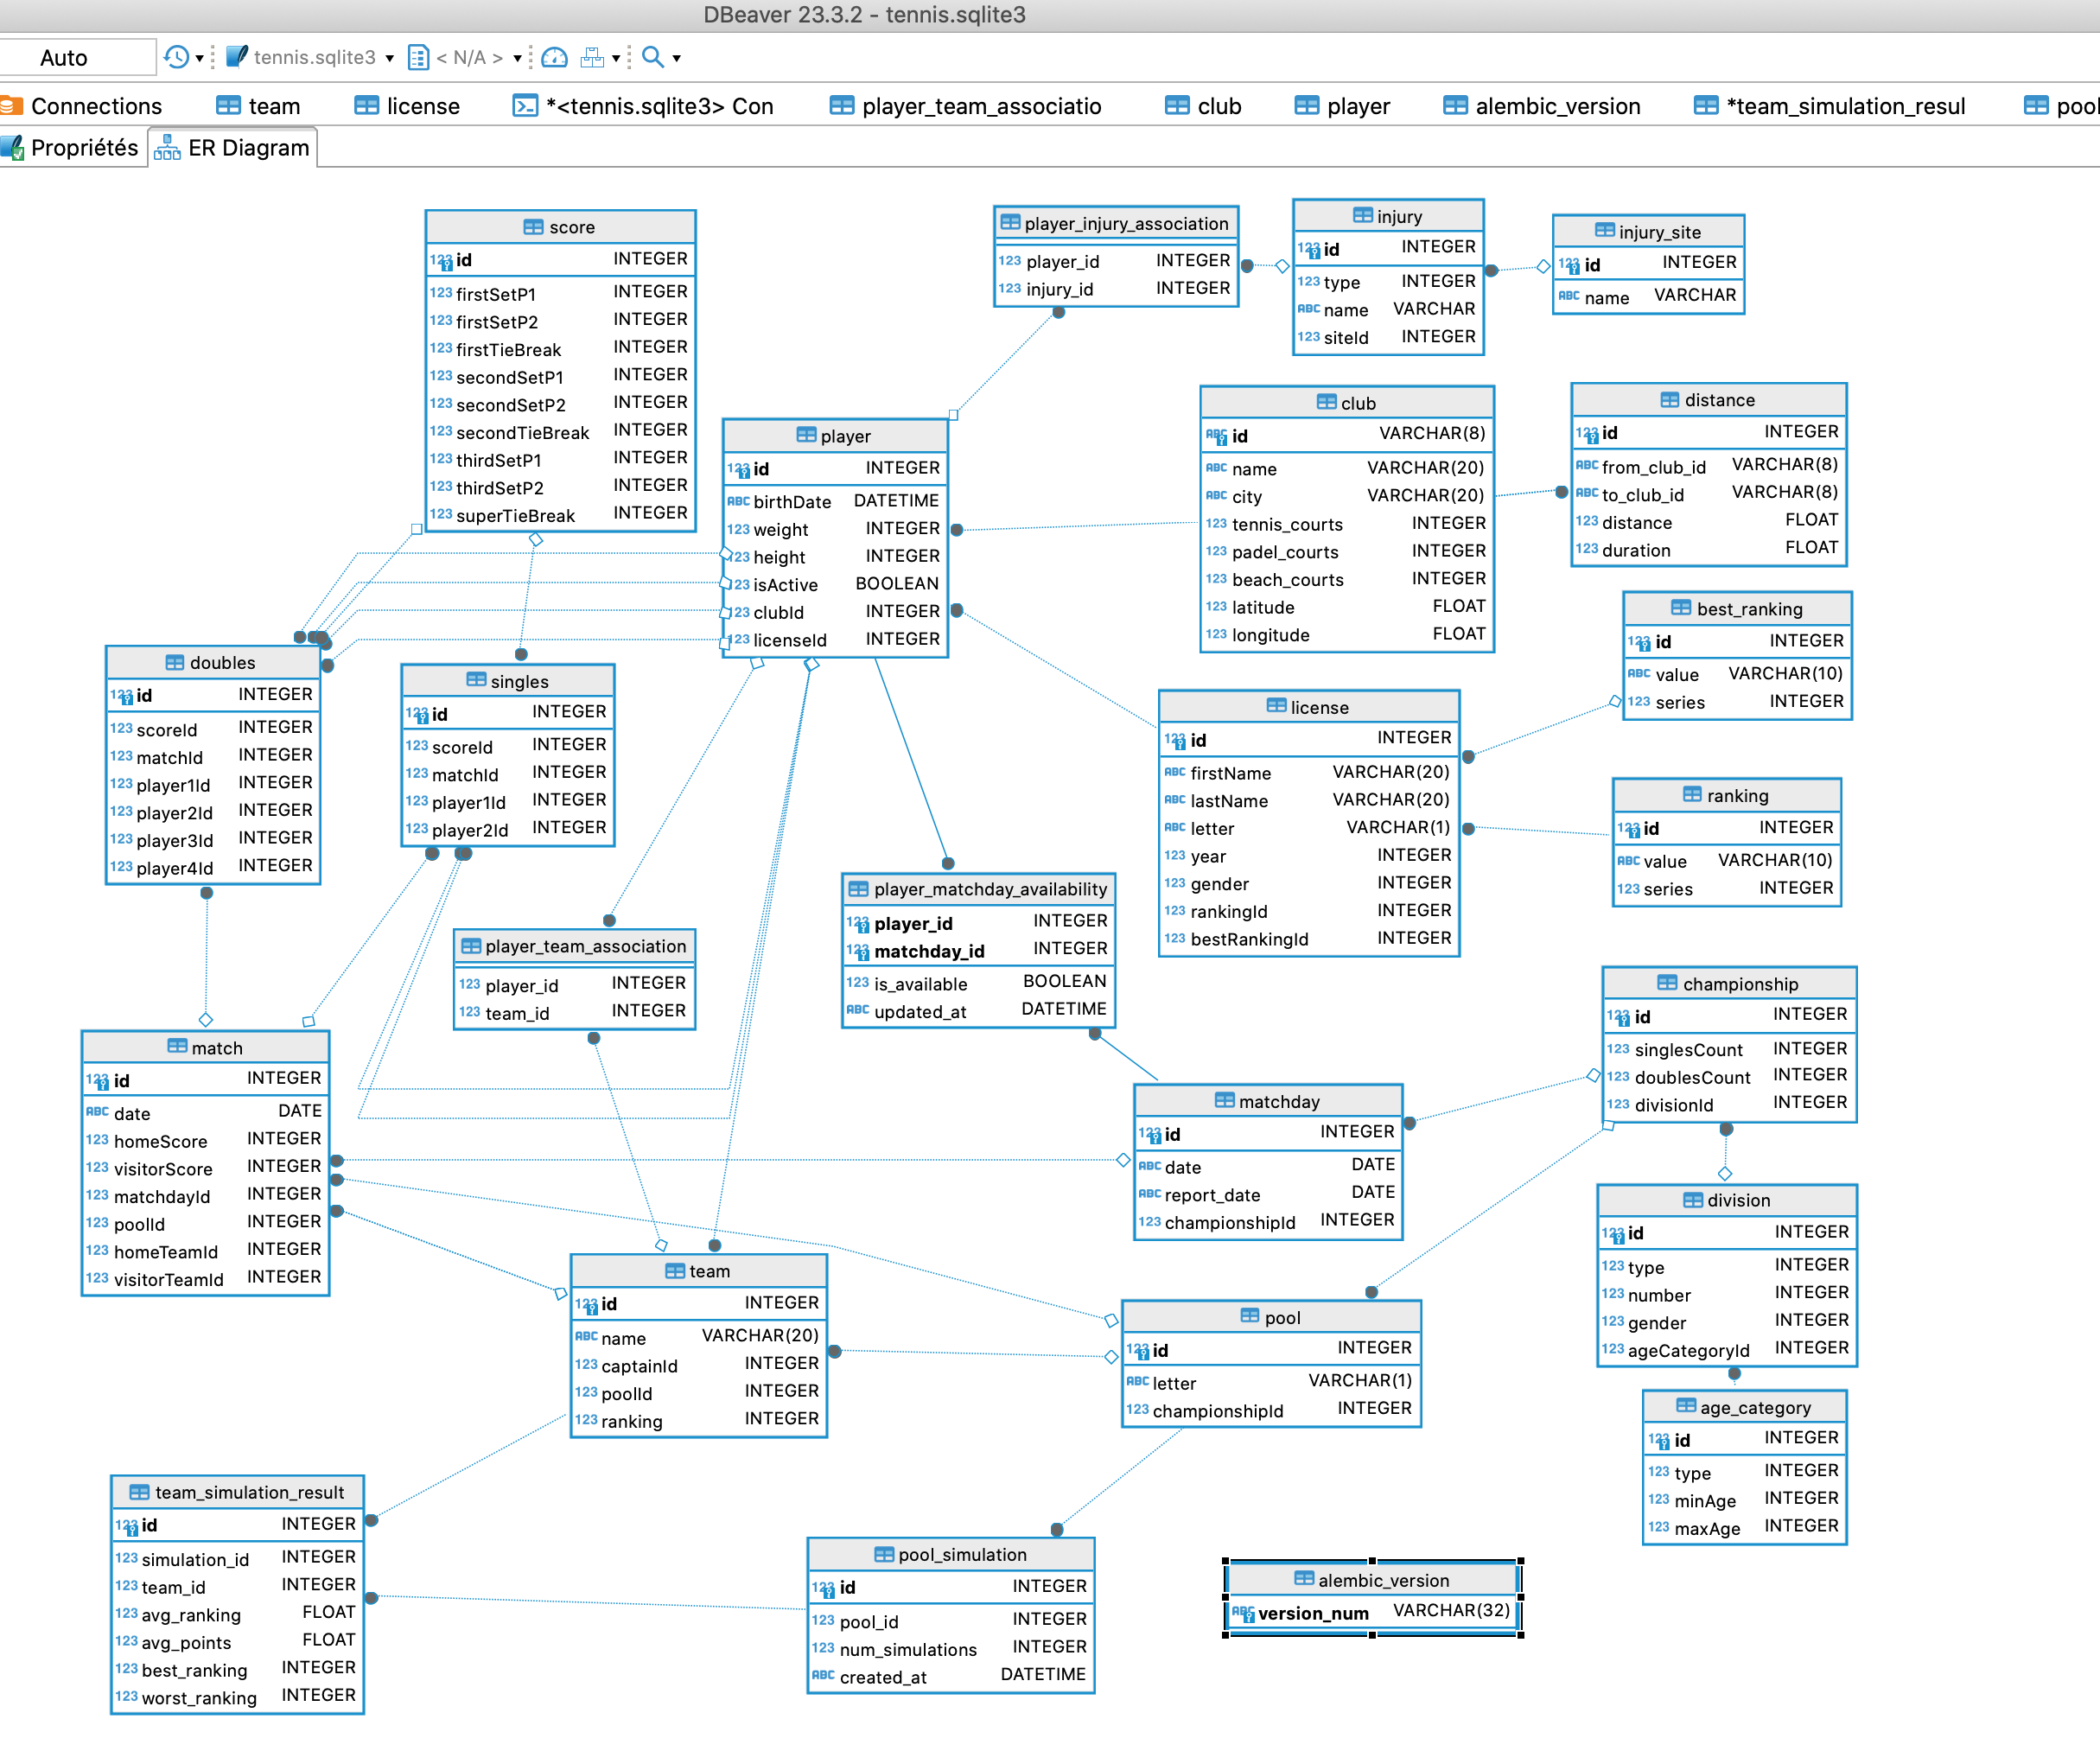 DBeaver 23.3.2 - tennis.sqlite3
Auto tennis.sqlite3 < N/A >
Connections team license *<tennis.sqlite3> Con player_team_associatio club player alembic_version *team_simulation_resul pool
Propriétés ER Diagram
score
id INTEGER
firstSetP1 INTEGER
firstSetP2 INTEGER
firstTieBreak INTEGER
secondSetP1 INTEGER
secondSetP2 INTEGER
secondTieBreak INTEGER
thirdSetP1 INTEGER
thirdSetP2 INTEGER
superTieBreak INTEGER
player_injury_association
player_id INTEGER
injury_id INTEGER
injury
id INTEGER
type INTEGER
name VARCHAR
siteId INTEGER
injury_site
id INTEGER
name VARCHAR
player
id INTEGER
birthDate DATETIME
weight INTEGER
height INTEGER
isActive BOOLEAN
clubId INTEGER
licenseId INTEGER
club
id VARCHAR(8)
name VARCHAR(20)
city VARCHAR(20)
tennis_courts INTEGER
padel_courts INTEGER
beach_courts INTEGER
latitude FLOAT
longitude FLOAT
distance
id INTEGER
from_club_id VARCHAR(8)
to_club_id VARCHAR(8)
distance FLOAT
duration FLOAT
best_ranking
id INTEGER
value VARCHAR(10)
series INTEGER
doubles
id INTEGER
scoreId INTEGER
matchId INTEGER
player1Id INTEGER
player2Id INTEGER
player3Id INTEGER
player4Id INTEGER
singles
id INTEGER
scoreId INTEGER
matchId INTEGER
player1Id INTEGER
player2Id INTEGER
license
id INTEGER
firstName VARCHAR(20)
lastName VARCHAR(20)
letter VARCHAR(1)
year INTEGER
gender INTEGER
rankingId INTEGER
bestRankingId INTEGER
ranking
id INTEGER
value VARCHAR(10)
series INTEGER
player_team_association
player_id INTEGER
team_id INTEGER
player_matchday_availability
player_id INTEGER
matchday_id INTEGER
is_available BOOLEAN
updated_at DATETIME
championship
id INTEGER
singlesCount INTEGER
doublesCount INTEGER
divisionId INTEGER
match
id INTEGER
date DATE
homeScore INTEGER
visitorScore INTEGER
matchdayId INTEGER
poolId INTEGER
homeTeamId INTEGER
visitorTeamId INTEGER
matchday
id INTEGER
date DATE
report_date DATE
championshipId INTEGER
division
id INTEGER
type INTEGER
number INTEGER
gender INTEGER
ageCategoryId INTEGER
team
id INTEGER
name VARCHAR(20)
captainId INTEGER
poolId INTEGER
ranking INTEGER
pool
id INTEGER
letter VARCHAR(1)
championshipId INTEGER
age_category
id INTEGER
type INTEGER
minAge INTEGER
maxAge INTEGER
team_simulation_result
id INTEGER
simulation_id INTEGER
team_id INTEGER
avg_ranking FLOAT
avg_points FLOAT
best_ranking INTEGER
worst_ranking INTEGER
pool_simulation
id INTEGER
pool_id INTEGER
num_simulations INTEGER
created_at DATETIME
alembic_version
version_num VARCHAR(32)